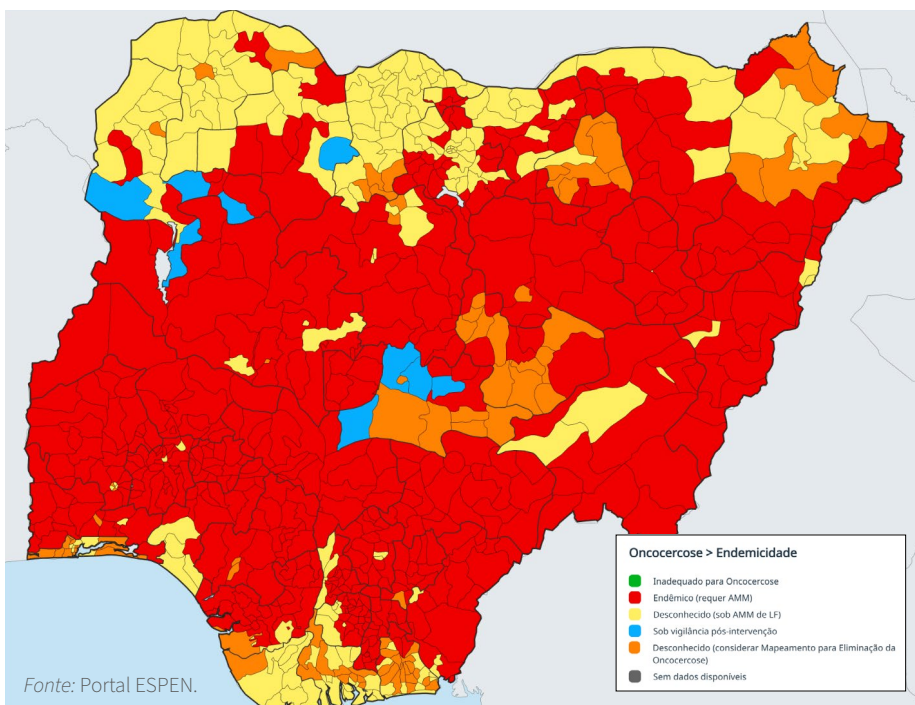 Oncocercose > Endemicidade
Inadequado para Oncocercose
Endêmico (requer AMM)
Desconhecido (sob AMM de LF)
Sob vigilância pós-intervenção
Desconhecido (considerar Mapeamento para Eliminação da
Oncocercose)
Sem dados disponíveis
Fonte: Portal ESPEN.